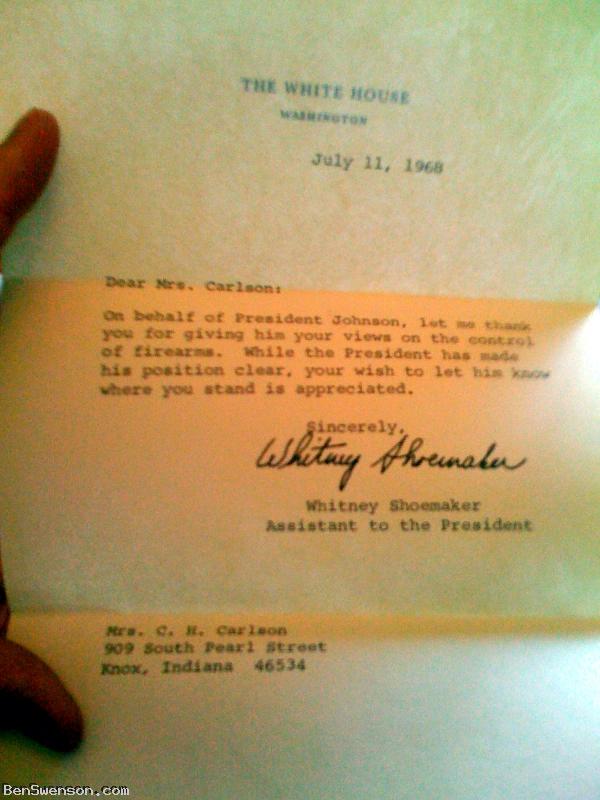 THE WHITE HOUSE
WASHINGTON
July 11, 1968
Dear Mrs. Carlson:
On behalf of President Johnson, let me thank
you for giving him your views on the control
of firearms.  While the President has made
his position clear, your wish to let him know
where you stand is appreciated.
Sincerely,
Whitney Shoemaker
Whitney Shoemaker
Assistant to the President
Mrs. C. H. Carlson
909 South Pearl Street
Knox, Indiana  46534
BenSwenson.com